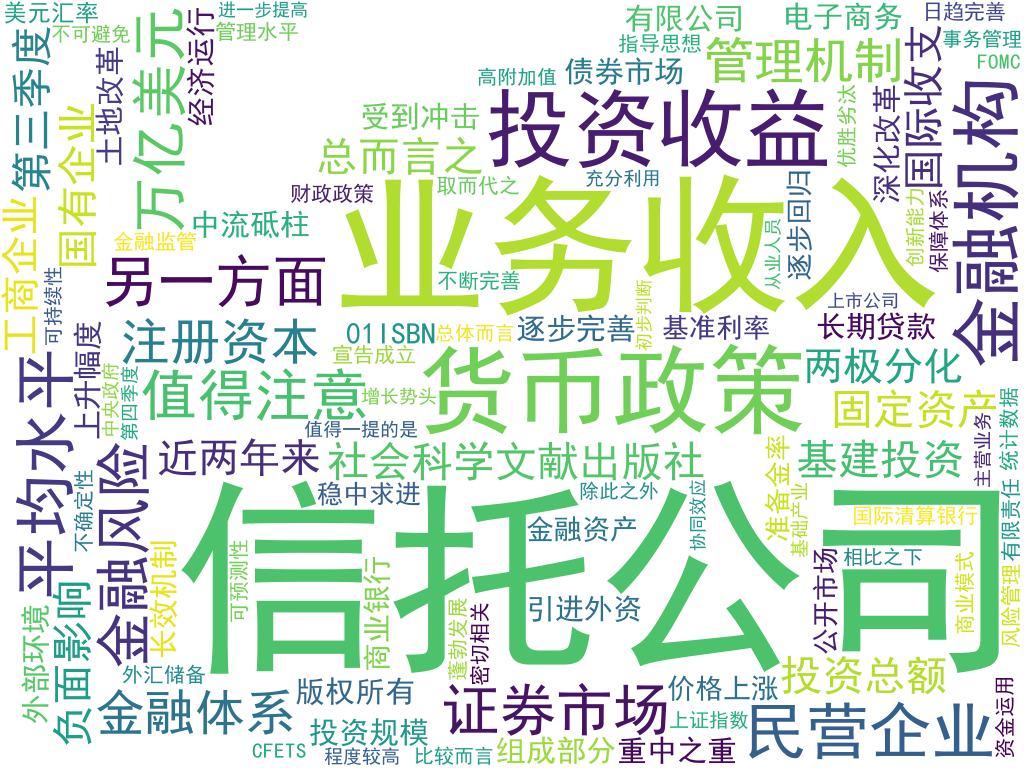 美元汇率
进一步提高
不可避免
管理水平
第三季度
土地改革
万亿美元
经济运行
有限公司
电子商务
日趋完善
指导思想
事务管理
管理机制
FOMC
高附加值
债券市场
国际收支
投资收益
受到冲击
优胜劣汰
深化改革
金融机构
总而言之
国有企业
财政政策
取而代之
充分利用
业务收入
中流砥柱
逐步回归
创新能力
保障体系
工商企业
金融监管
从业人员
另一方面
不断完善
可持续性
初步判断
上市公司
注册资本
01ISBN
总体而言
逐步完善
基准利率
长期贷款
上升幅度
宣告成立
货币政策
两极分化
平均水平
中央政府
第四季度
值得注意
增长势头
固定资产
统计数据
值得一提的是
主营业务
近两年来
社会科学文献出版社
准备金率
基建投资
金融风险
不确定性
稳中求进
除此之外
协同效应
基础产业
信托公司
金融资产
国际清算银行
有限责任
长效机制
可预测性
商业银行
公开市场
相比之下
商业模式
风险管理
外部环境
负面影响
蓬勃发展
密切相关
引进外资
外汇储备
版权所有
价格上涨
投资总额
金融体系
证券市场
上证指数
民营企业
资金运用
投资规模
CFETS
程度较高
比较而言
组成部分
重中之重